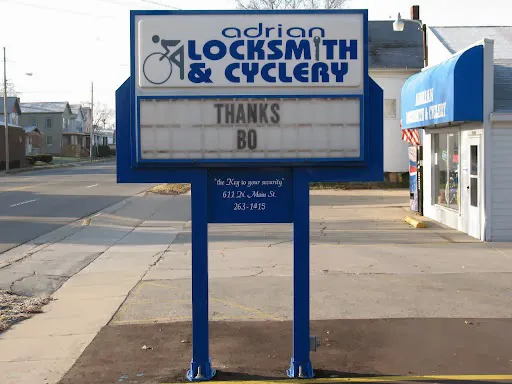 adrian
LOCKSMITH
& CYCLERY
THANKS
BO
"the Key to your security"
611 N. Main St.
263-1415
ADRIAN
LOCKSMITH & CYCLERY